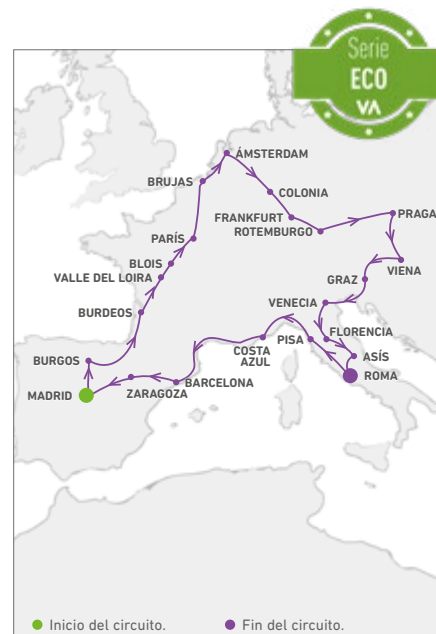 Serie
ECO
VA
ÁMSTERDAM
BRUJAS
COLONIA
FRANKFURT
ROTEMBURGO
PRAGA
PARÍS
BLOIS
VALLE DEL LOIRA
VIENA
GRAZ
VENECIA
BURDEOS
FLORENCIA
PISA
COSTA
AZUL
ASÍS
BURGOS
ROMA
BARCELONA
MADRID
ZARAGOZA
Inicio del circuito.
Fin del circuito.